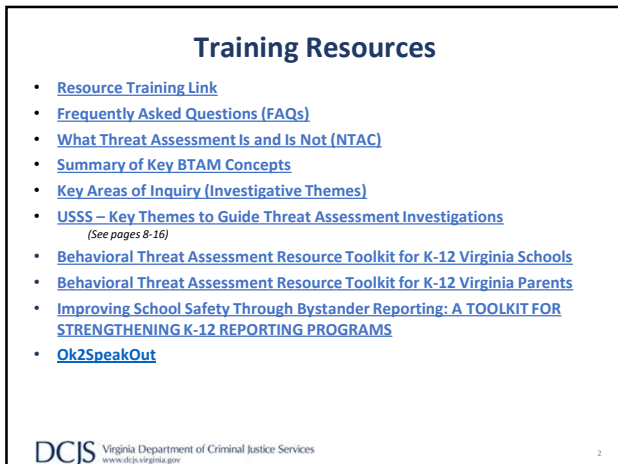 Training Resources
• Resource Training Link
• Frequently Asked Questions (FAQs)
• What Threat Assessment Is and Is Not (NTAC)
• Summary of Key BTAM Concepts
• Key Areas of Inquiry (Investigative Themes)
• USSS – Key Themes to Guide Threat Assessment Investigations
(See pages 8-16)
• Behavioral Threat Assessment Resource Toolkit for K-12 Virginia Schools
• Behavioral Threat Assessment Resource Toolkit for K-12 Virginia Parents
• Improving School Safety Through Bystander Reporting: A TOOLKIT FOR
STRENGTHENING K-12 REPORTING PROGRAMS
• Ok2SpeakOut
DCJS Virginia Department of Criminal Justice Services
www.dcjs.virginia.gov
2